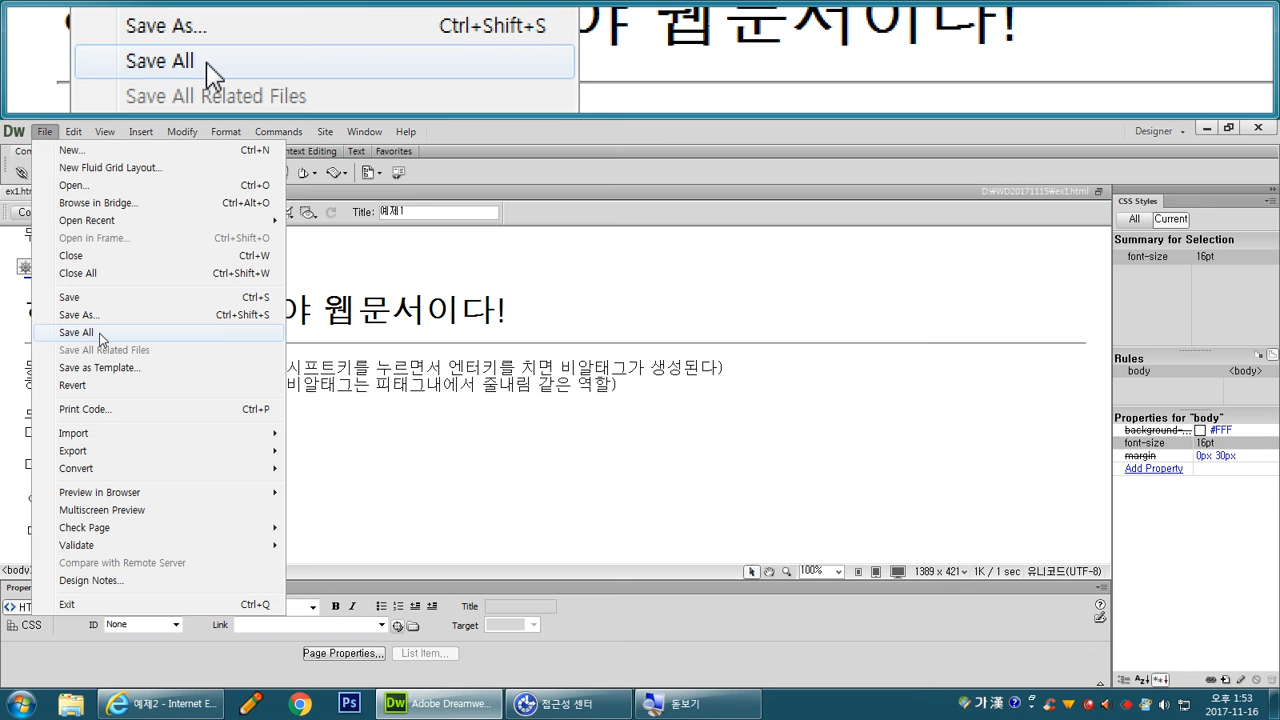 Save As... Ctrl+Shift+S
Save All
Save All Related Files
야 웹문서이다!
Dw File Edit View Insert Modify Format Commands Site Window Help Designer
New... Ctrl+N
New Fluid Grid Layout...
Open... Ctrl+O
Browse in Bridge... Ctrl+Alt+O
Open Recent
Open in Frame... Ctrl+Shift+O
Close Ctrl+W
Close All Ctrl+Shift+W
Save Ctrl+S
Save As... Ctrl+Shift+S
Save All
Save All Related Files
Save as Template...
Revert
Print Code... Ctrl+P
Import
Export
Convert
Preview in Browser
Multiscreen Preview
Check Page
Validate
Compare with Remote Server
Design Notes...
Exit Ctrl+Q
Context Editing Text Favorites
D:\WD20171115\ex1.html
Title: 예제1
야 웹문서이다!
시프트키를 누르면서 엔터키를 치면 비알태그가 생성된다)
비알태그는 피태그내에서 줄내림 같은 역할)
CSS Styles
All Current
Summary for Selection
font-size 16pt
Rules
body <body>
Properties for "body"
background-... #FFF
font-size 16pt
margin 0px 30px
Add Property
<body>
100% 1389 x 421 1K / 1 sec 유니코드(UTF-8)
B I Title
CSS ID None Link Target
Page Properties... List Item...
예제2 - Internet E... Dw Adobe Dreamwe... 접근성 센터 돋보기
Ps
가 漢
오후 1:53
2017-11-16